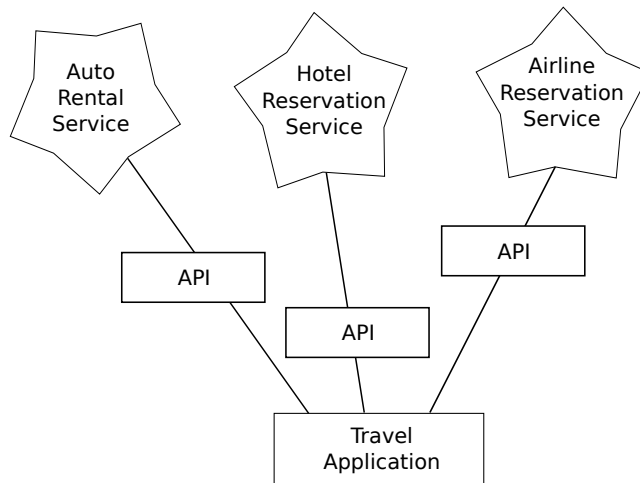 Auto
Rental
Service
Hotel
Reservation
Service
Airline
Reservation
Service
API
API
API
Travel
Application